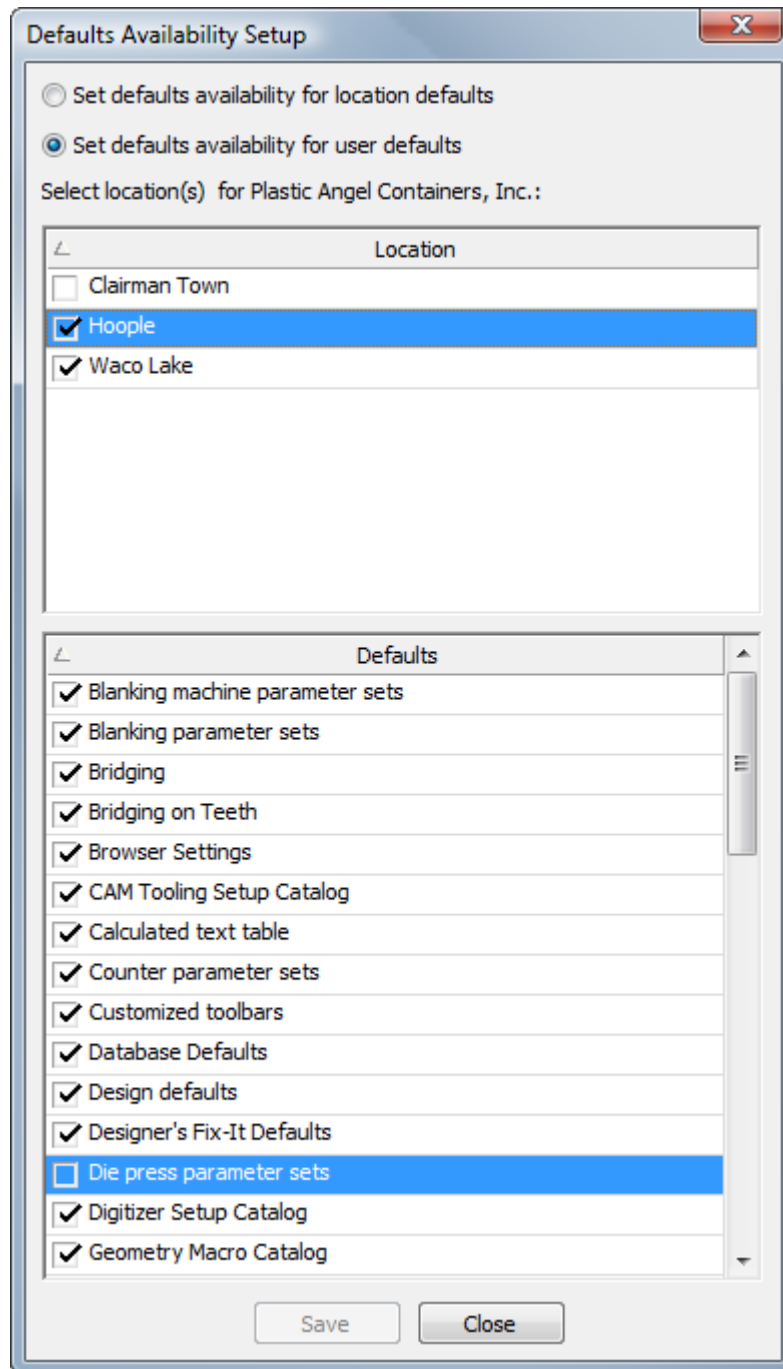 Defaults Availability Setup
Set defaults availability for location defaults
Set defaults availability for user defaults
Select location(s)  for Plastic Angel Containers, Inc.:
Location
Clairman Town
Hoople
Waco Lake
Defaults
Blanking machine parameter sets
Blanking parameter sets
Bridging
Bridging on Teeth
Browser Settings
CAM Tooling Setup Catalog
Calculated text table
Counter parameter sets
Customized toolbars
Database Defaults
Design defaults
Designer's Fix-It Defaults
Die press parameter sets
Digitizer Setup Catalog
Geometry Macro Catalog
Save Close